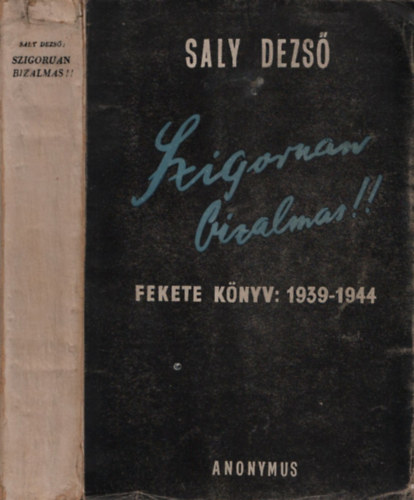 SALY DEZSŐ:
SZIGORUAN
BIZALMAS!!
SALY DEZSŐ
Szigoruan
bizalmas!!
FEKETE KÖNYV: 1939-1944
ANONYMUS